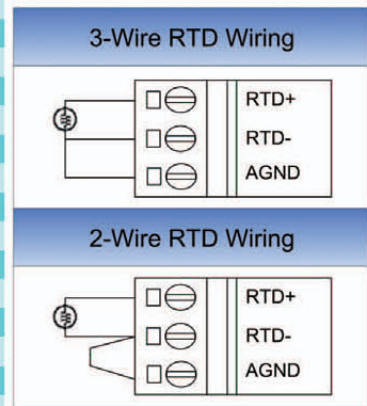 3-Wire RTD Wiring
RTD+
RTD-
AGND
2-Wire RTD Wiring
RTD+
RTD-
AGND